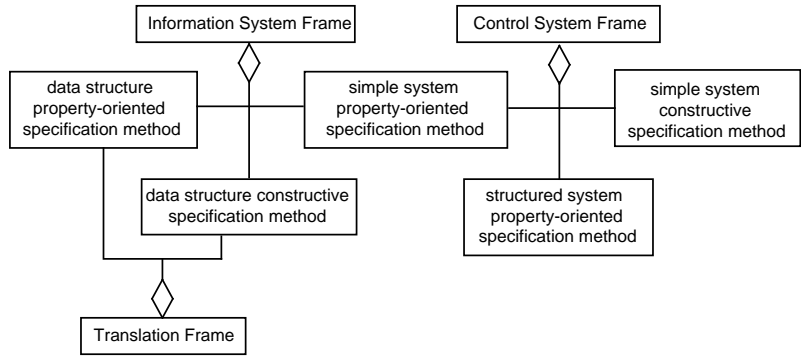 Information System Frame
Control System Frame
data structure
property-oriented
specification method
simple system
property-oriented
specification method
simple system
constructive
specification method
data structure constructive
specification method
structured system
property-oriented
specification method
Translation Frame